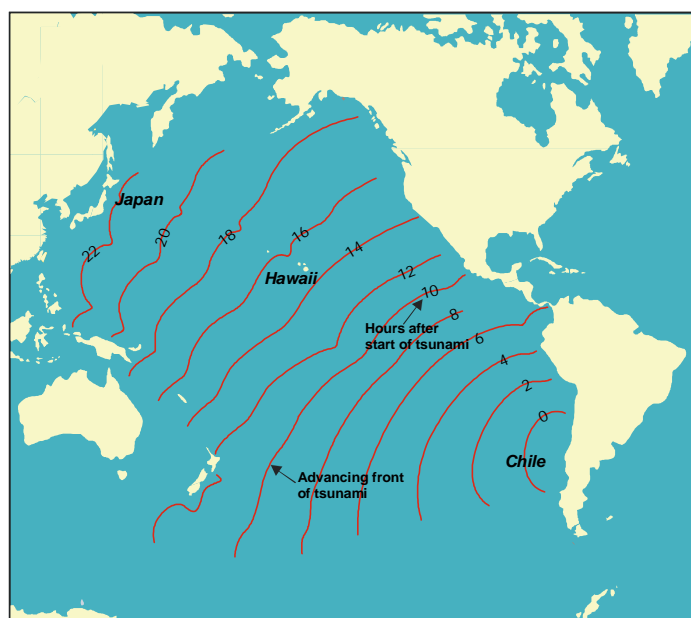 Japan
22
20
18
16
14
12
10
8
6
4
2
0
Hawaii
Hours after
start of tsunami
Chile
Advancing front
of tsunami